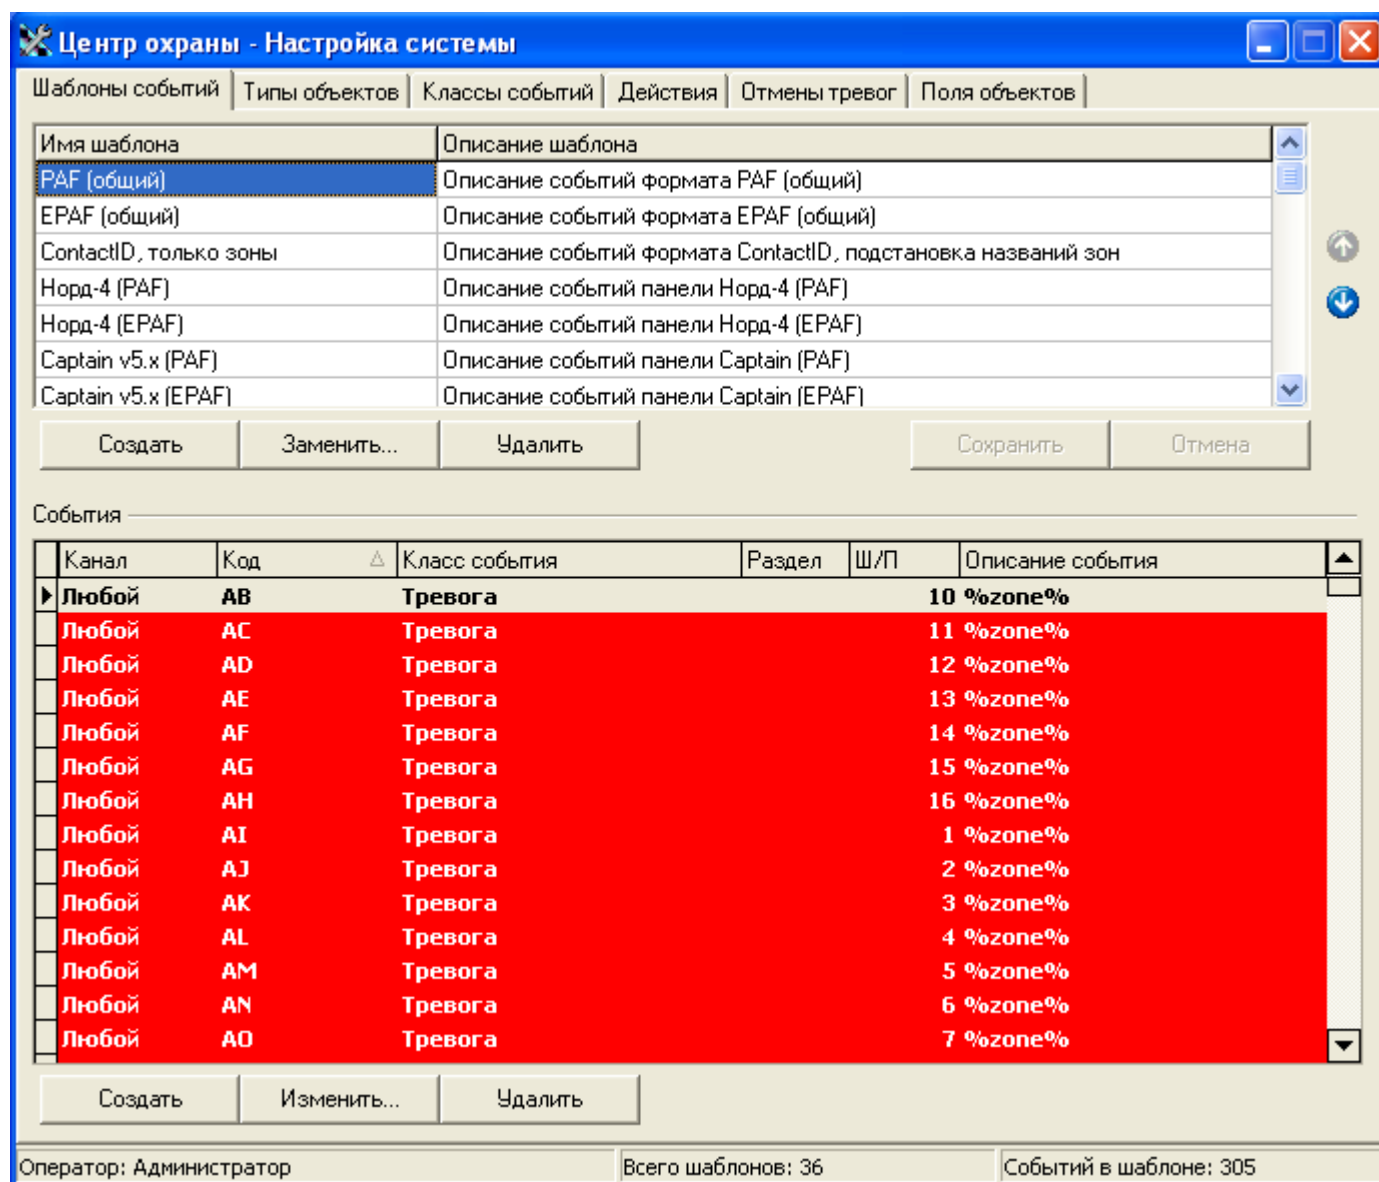 Центр охраны - Настройка системы
Шаблоны событий Типы объектов Классы событий Действия Отмены тревог Поля объектов
Имя шаблона Описание шаблона
PAF (общий) Описание событий формата PAF (общий)
EPAF (общий) Описание событий формата EPAF (общий)
ContactID, только зоны Описание событий формата ContactID, подстановка названий зон
Норд-4 (PAF) Описание событий панели Норд-4 (PAF)
Норд-4 (EPAF) Описание событий панели Норд-4 (EPAF)
Captain v5.x (PAF) Описание событий панели Captain (PAF)
Captain v5.x (EPAF) Описание событий панели Captain (EPAF)
Создать Заменить... Удалить Сохранить Отмена
События
Канал Код Класс события Раздел Ш/П Описание события
Любой AB Тревога 10 %zone%
Любой AC Тревога 11 %zone%
Любой AD Тревога 12 %zone%
Любой AE Тревога 13 %zone%
Любой AF Тревога 14 %zone%
Любой AG Тревога 15 %zone%
Любой AH Тревога 16 %zone%
Любой AI Тревога 1 %zone%
Любой AJ Тревога 2 %zone%
Любой AK Тревога 3 %zone%
Любой AL Тревога 4 %zone%
Любой AM Тревога 5 %zone%
Любой AN Тревога 6 %zone%
Любой AO Тревога 7 %zone%
Создать Изменить... Удалить
Оператор: Администратор Всего шаблонов: 36 Событий в шаблоне: 305